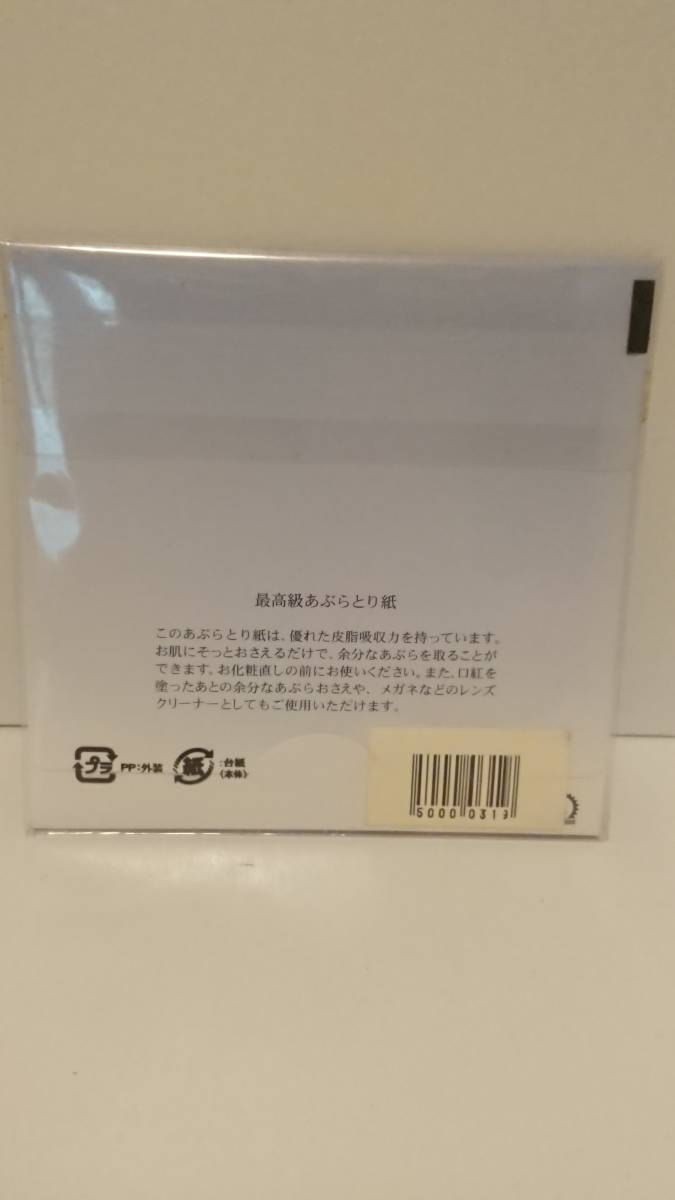 最高級あぶらとり紙
このあぶらとり紙は、優れた皮脂吸収力を持っています。
お肌にそっとおさえるだけで、余分なあぶらを取ることが
できます。お化粧直しの前にお使いください。また、口紅を
塗ったあとの余分なあぶらおさえや、メガネなどのレンズ
クリーナーとしてもご使用いただけます。
プラ PP:外装 紙 :台紙
(本体)
5000 0319